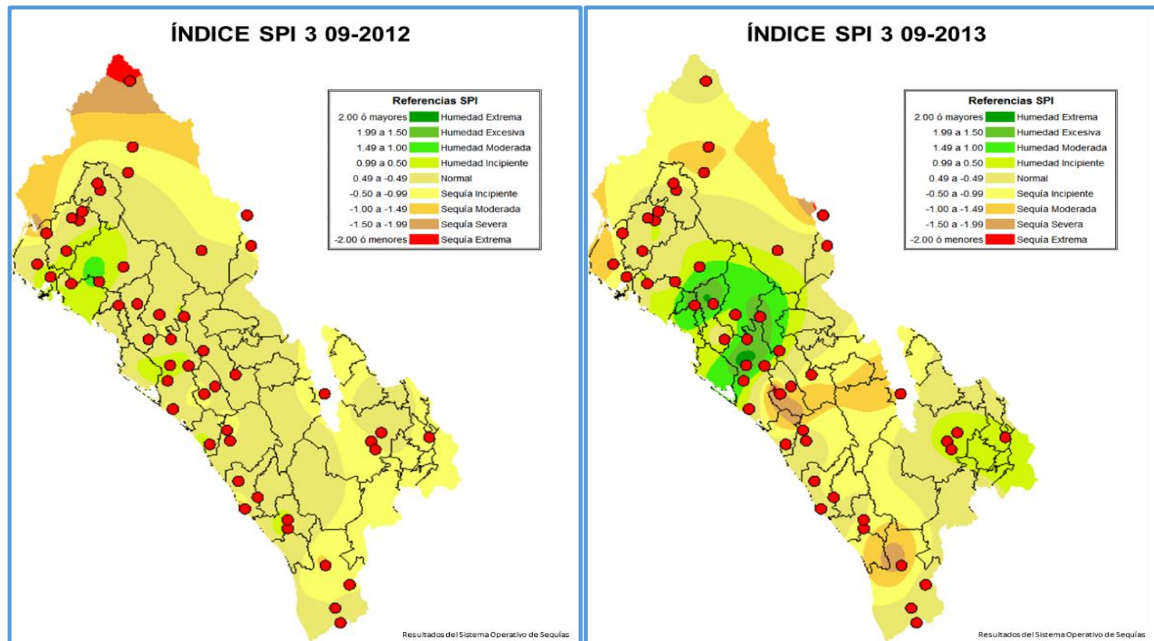 ÍNDICE SPI 3 09-2012
Referencias SPI
2.00 ó mayores Humedad Extrema
1.99 a 1.50 Humedad Excesiva
1.49 a 1.00 Humedad Moderada
0.99 a 0.50 Humedad Incipiente
0.49 a -0.49 Normal
-0.50 a -0.99 Sequía Incipiente
-1.00 a -1.49 Sequía Moderada
-1.50 a -1.99 Sequía Severa
-2.00 ó menores Sequía Extrema
Resultados del Sistema Operativo de Sequías
ÍNDICE SPI 3 09-2013
Referencias SPI
2.00 ó mayores Humedad Extrema
1.99 a 1.50 Humedad Excesiva
1.49 a 1.00 Humedad Moderada
0.99 a 0.50 Humedad Incipiente
0.49 a -0.49 Normal
-0.50 a -0.99 Sequía Incipiente
-1.00 a -1.49 Sequía Moderada
-1.50 a -1.99 Sequía Severa
-2.00 ó menores Sequía Extrema
Resultados del Sistema Operativo de Sequías